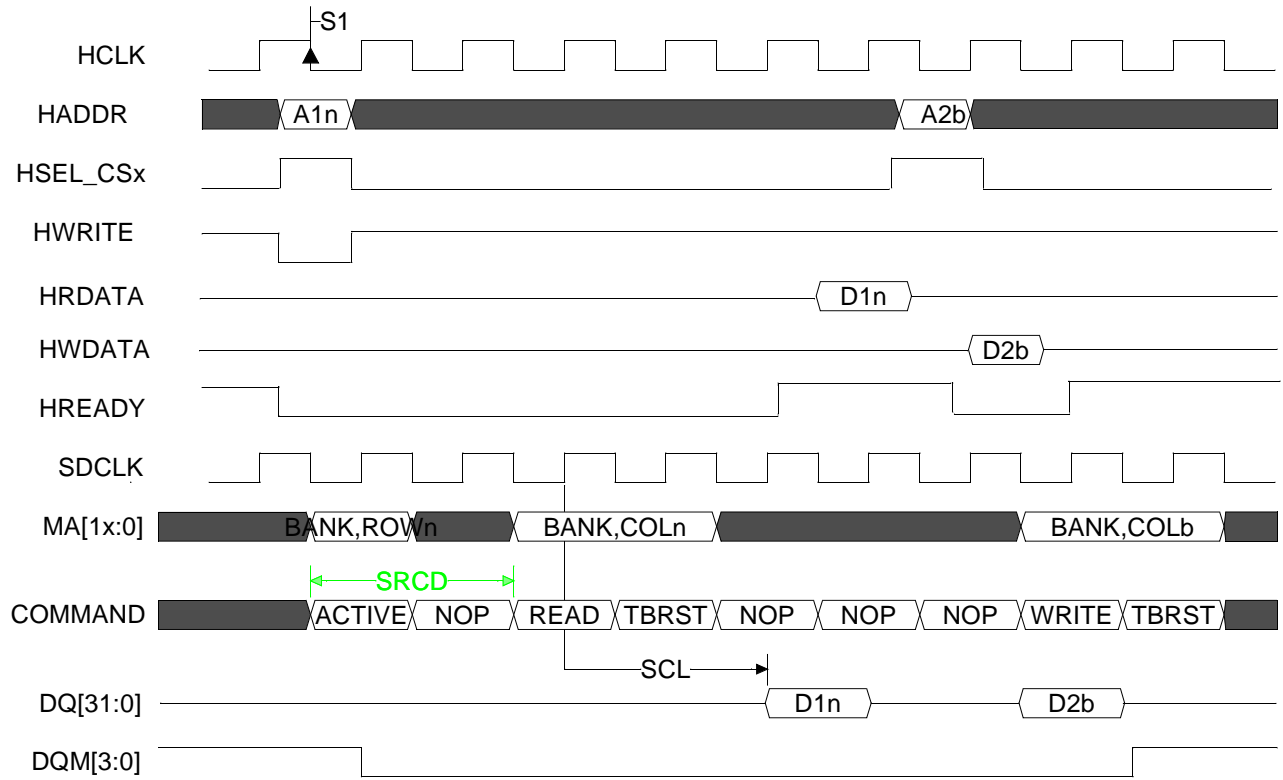 S1
HCLK
HADDR A1n A2b
HSEL_CSx
HWRITE
HRDATA D1n
HWDATA D2b
HREADY
SDCLK
MA[1x:0] BANK,ROWn BANK,COLn BANK,COLb
SRCD
COMMAND ACTIVE NOP READ TBRST NOP NOP NOP WRITE TBRST
SCL
DQ[31:0] D1n D2b
DQM[3:0]